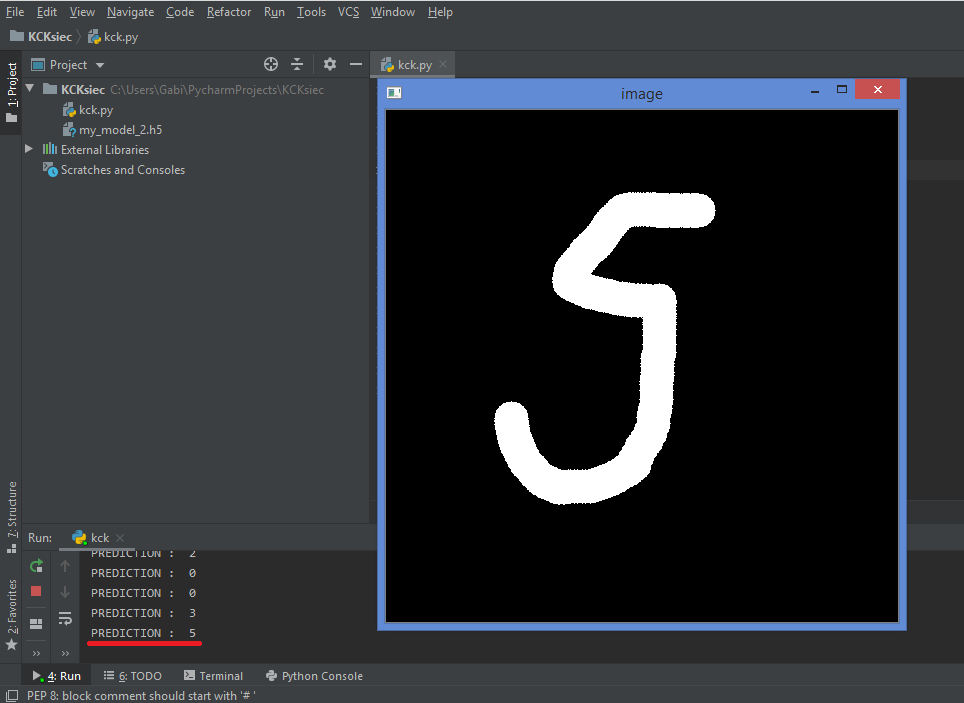 File Edit View Navigate Code Refactor Run Tools VCS Window Help
KCKsiec kck.py
1: Project
Project
kck.py
KCKsiec C:\Users\Gabi\PycharmProjects\KCKsiec
kck.py
my_model_2.h5
External Libraries
Scratches and Consoles
image
5
7: Structure
2: Favorites
Run: kck
PREDICTION : 2
PREDICTION : 0
PREDICTION : 0
PREDICTION : 3
PREDICTION : 5
4: Run 6: TODO Terminal Python Console
PEP 8: block comment should start with '# '